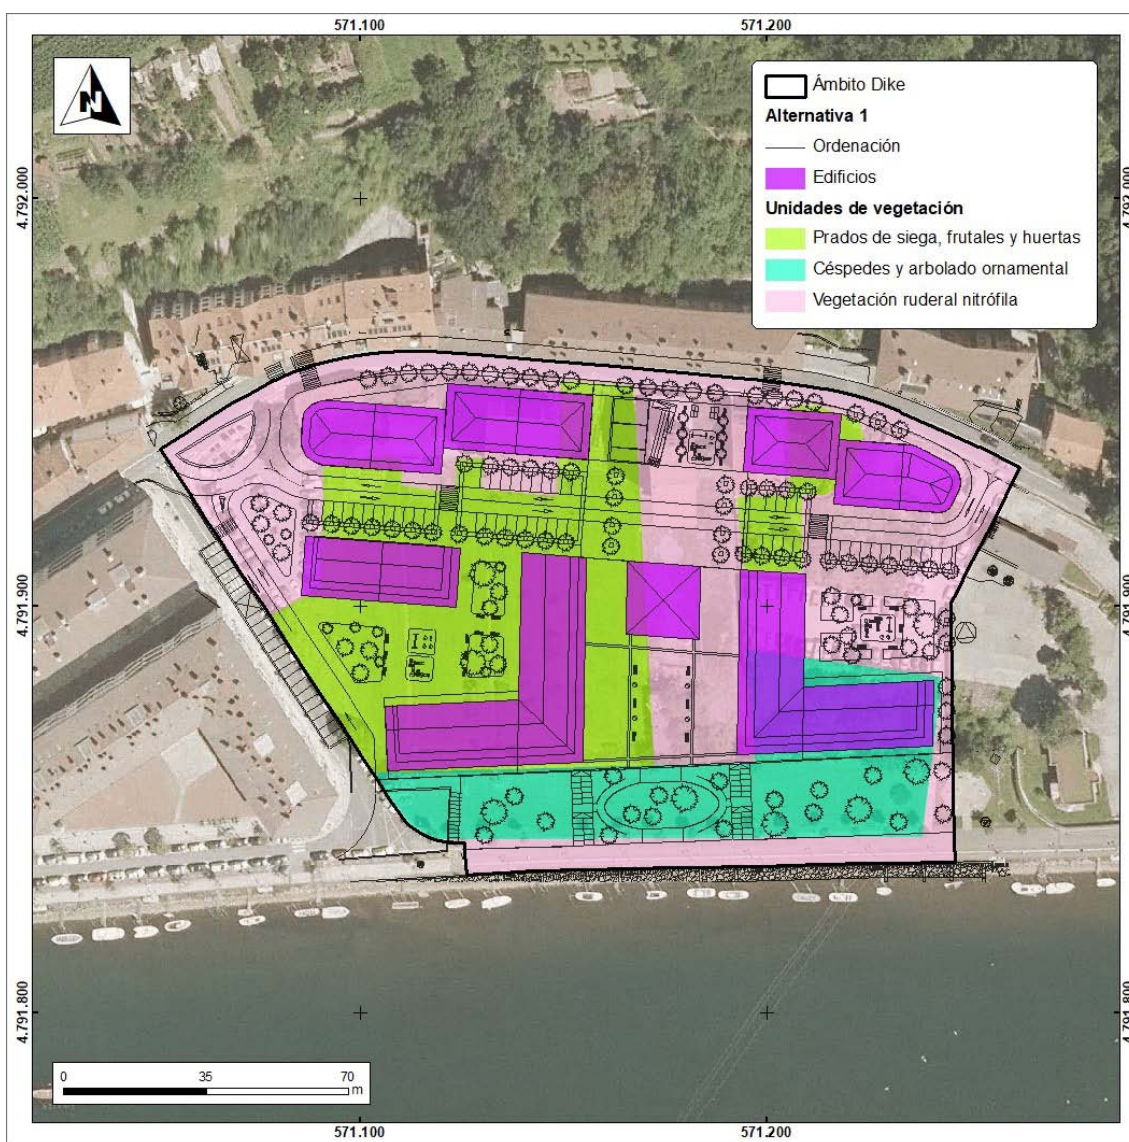 571.100
571.200
N
Ámbito Dike
Alternativa 1
Ordenación
Edificios
Unidades de vegetación
Prados de siega, frutales y huertas
Céspedes y arbolado ornamental
Vegetación ruderal nitrófila
4.792.000
4.792.000
4.791.900
4.791.900
4.791.800
4.791.800
0 35 70
m
571.100
571.200